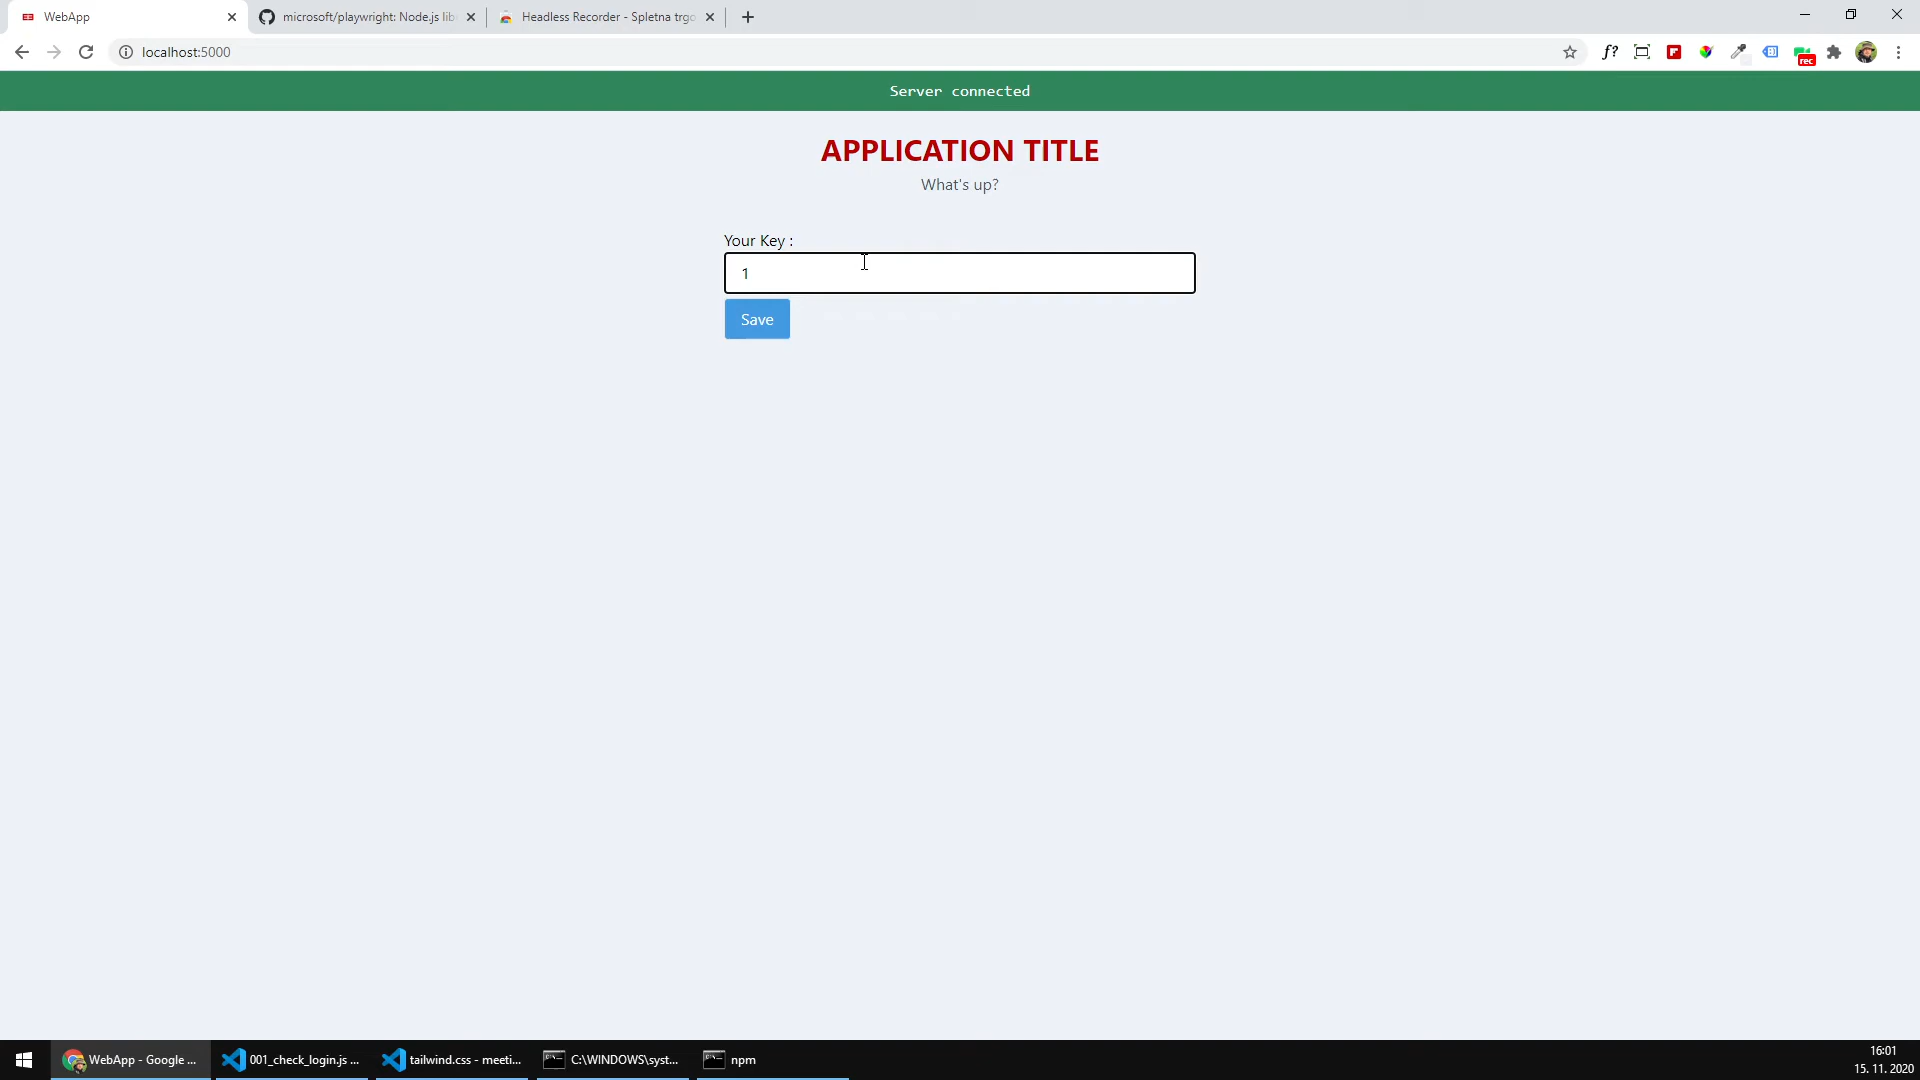 WebApp
microsoft/playwright: Node.js lib
Headless Recorder - Spletna trgo
localhost:5000
f?
rec
Server connected
APPLICATION TITLE
What's up?
Your Key :
1
Save
WebApp - Google ...
001_check_login.js ...
tailwind.css - meeti...
C:\WINDOWS\syst...
npm
16:01
15. 11. 2020